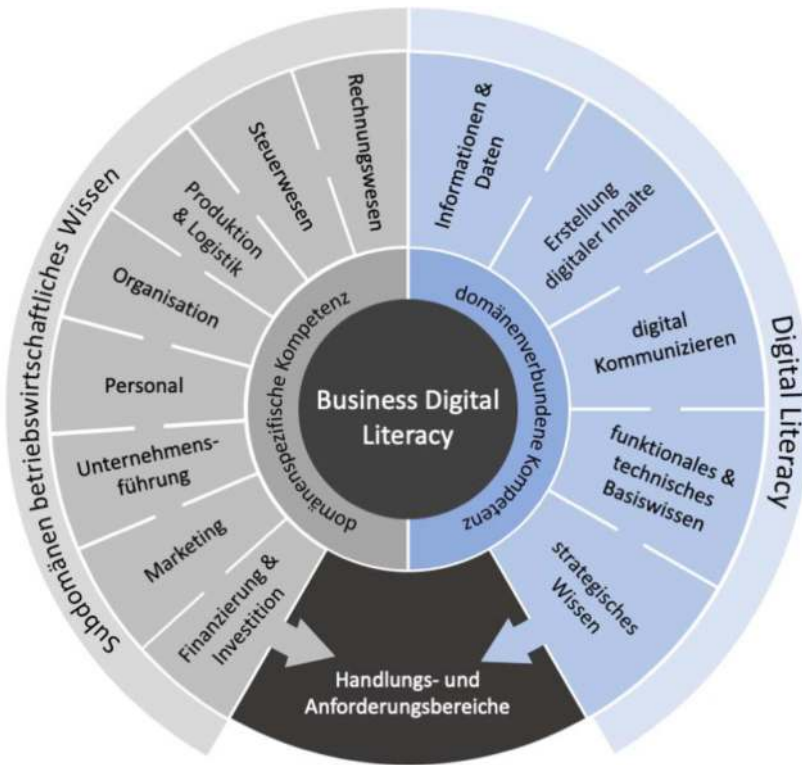 Subdomänen betriebswirtschaftliches Wissen
Rechnungswesen
Steuerwesen
Produktion
& Logistik
Organisation
Personal
Unternehmens-
führung
Marketing
Finanzierung &
Investition
domänenspezifische Kompetenz
Business Digital
Literacy
domänenverbundene Kompetenz
Informationen &
Daten
Erstellung
digitaler Inhalte
digital
Kommunizieren
funktionales &
technisches
Basiswissen
strategisches
Wissen
Digital Literacy
Handlungs- und
Anforderungsbereiche